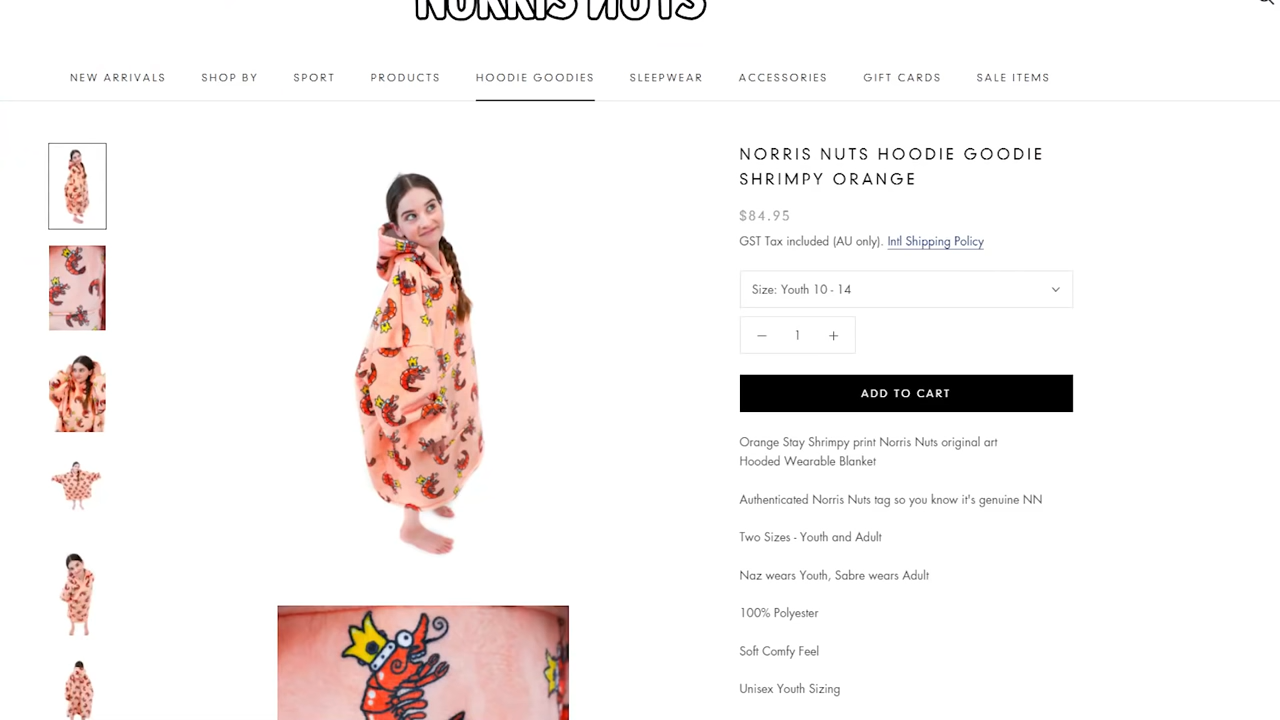 NORRIS NUTS
NEW ARRIVALS SHOP BY SPORT PRODUCTS HOODIE GOODIES SLEEPWEAR ACCESSORIES GIFT CARDS SALE ITEMS
NORRIS NUTS HOODIE GOODIE
SHRIMPY ORANGE
$84.95
GST Tax included (AU only). Intl Shipping Policy
Size: Youth 10 - 14
− 1 +
ADD TO CART
Orange Stay Shrimpy print Norris Nuts original art
Hooded Wearable Blanket
Authenticated Norris Nuts tag so you know it's genuine NN
Two Sizes - Youth and Adult
Naz wears Youth, Sabre wears Adult
100% Polyester
Soft Comfy Feel
Unisex Youth Sizing